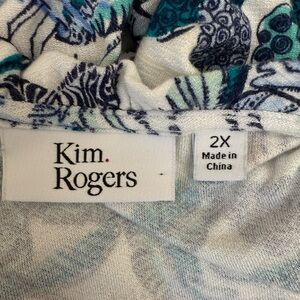 Kim.
Rogers
2X
Made in
China